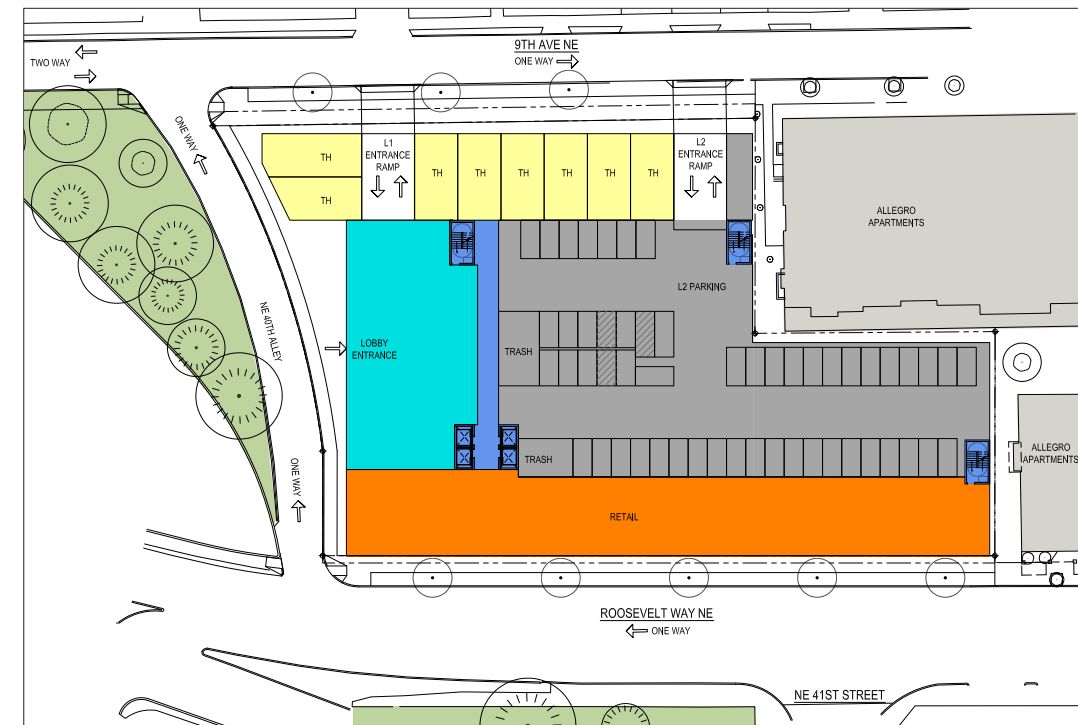 9TH AVE NE
ONE WAY
TWO WAY
ONE WAY
L1
ENTRANCE
RAMP
L2
ENTRANCE
RAMP
TH
TH
TH
TH
TH
TH
TH
TH
ALLEGRO
APARTMENTS
L2 PARKING
NE 40TH ALLEY
LOBBY
ENTRANCE
TRASH
TRASH
ALLEGRO
APARTMENTS
ONE WAY
RETAIL
ROOSEVELT WAY NE
ONE WAY
NE 41ST STREET